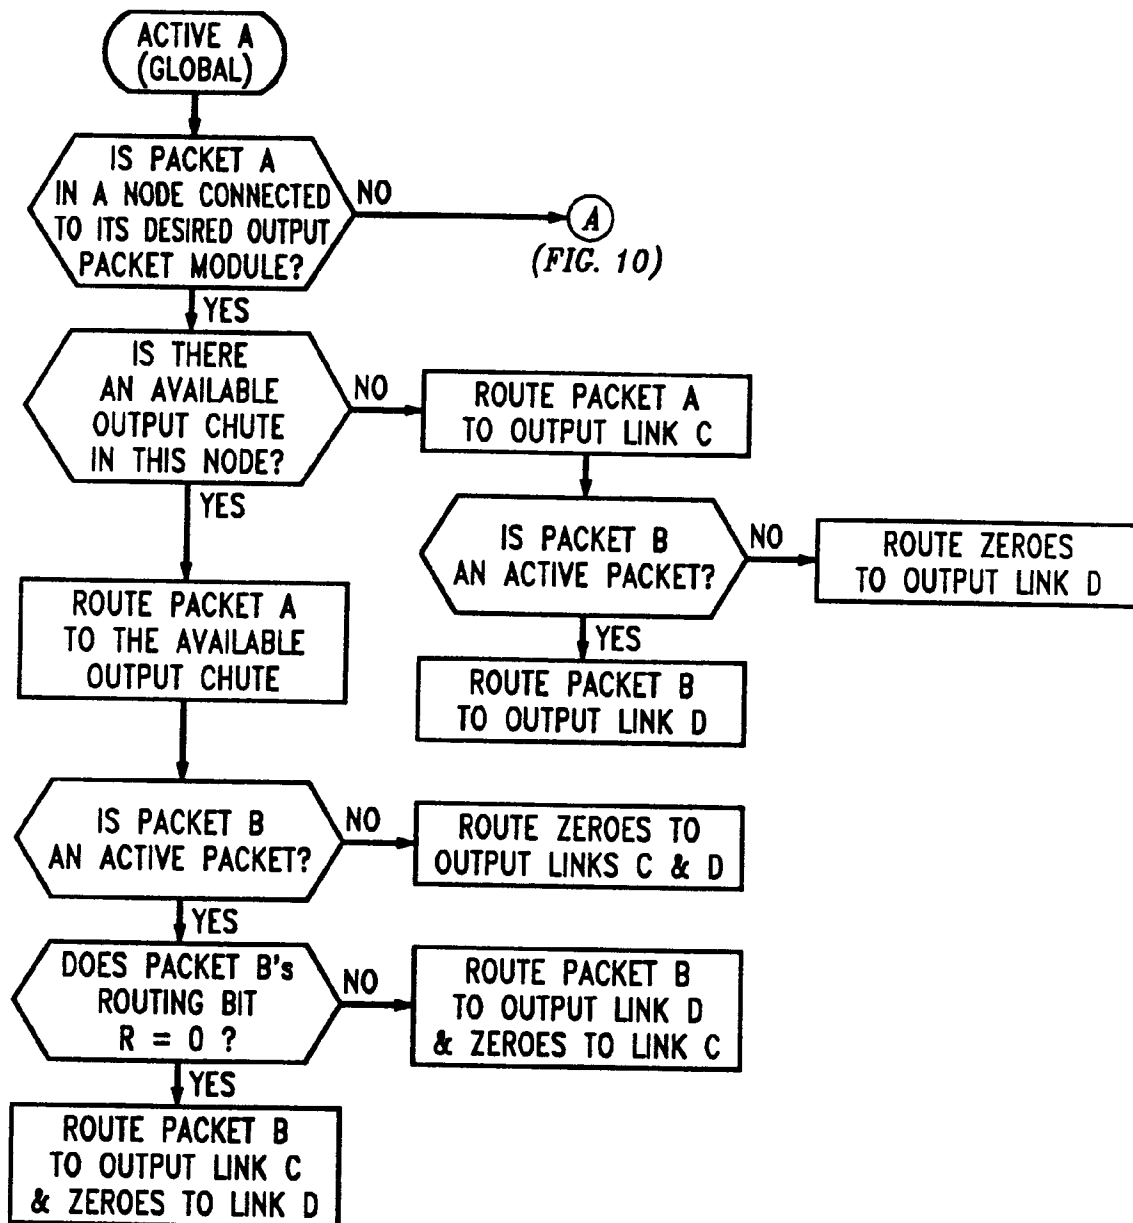 ACTIVE A
(GLOBAL)
IS PACKET A
IN A NODE CONNECTED
TO ITS DESIRED OUTPUT
PACKET MODULE?
NO
A
(FIG. 10)
YES
IS THERE
AN AVAILABLE
OUTPUT CHUTE
IN THIS NODE?
NO
ROUTE PACKET A
TO OUTPUT LINK C
YES
IS PACKET B
AN ACTIVE PACKET?
NO
ROUTE ZEROES
TO OUTPUT LINK D
YES
ROUTE PACKET B
TO OUTPUT LINK D
ROUTE PACKET A
TO THE AVAILABLE
OUTPUT CHUTE
IS PACKET B
AN ACTIVE PACKET?
NO
ROUTE ZEROES TO
OUTPUT LINKS C & D
YES
DOES PACKET B's
ROUTING BIT
R = 0 ?
NO
ROUTE PACKET B
TO OUTPUT LINK D
& ZEROES TO LINK C
YES
ROUTE PACKET B
TO OUTPUT LINK C
& ZEROES TO LINK D